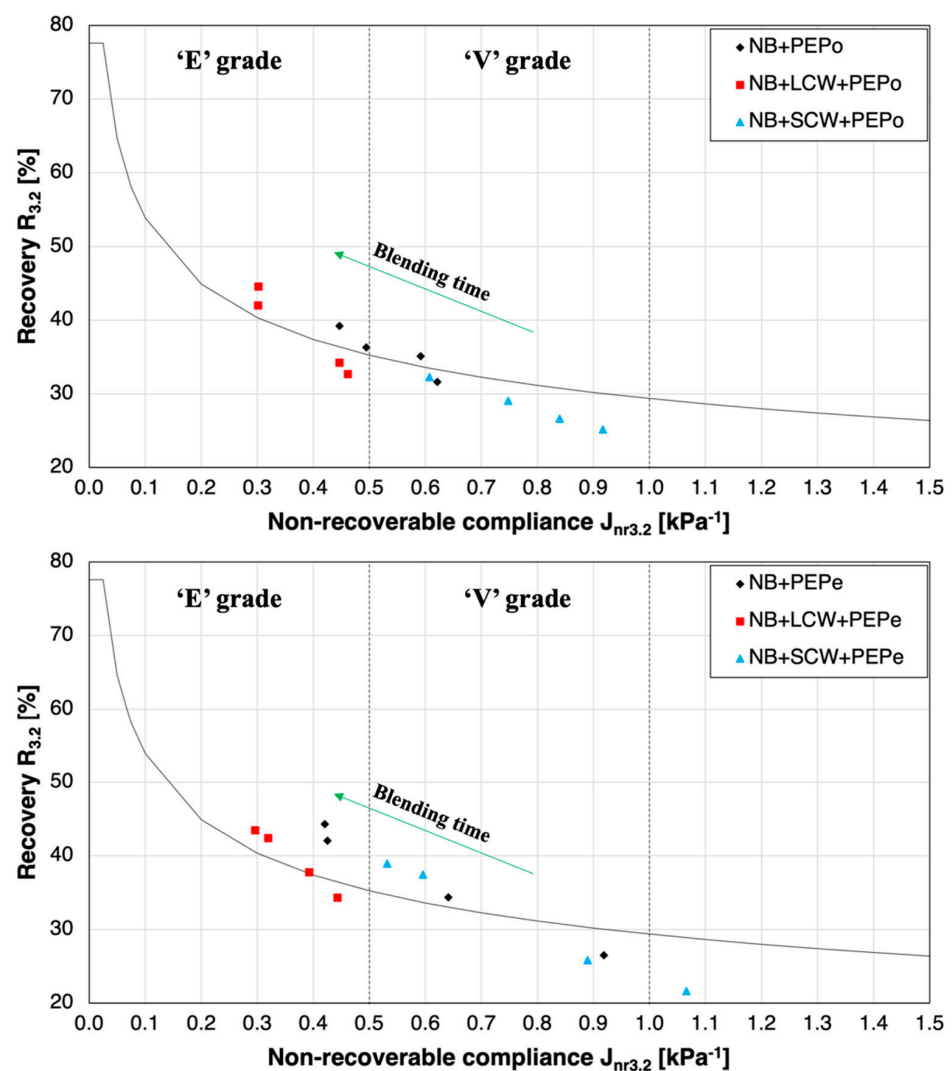 80
70
60
50
40
30
20
Recovery R3.2 [%]
'E' grade
'V' grade
NB+PEPo
NB+LCW+PEPo
NB+SCW+PEPo
Blending time
0.0 0.1 0.2 0.3 0.4 0.5 0.6 0.7 0.8 0.9 1.0 1.1 1.2 1.3 1.4 1.5
Non-recoverable compliance Jnr3.2 [kPa-1]
80
70
60
50
40
30
20
Recovery R3.2 [%]
'E' grade
'V' grade
NB+PEPe
NB+LCW+PEPe
NB+SCW+PEPe
Blending time
0.0 0.1 0.2 0.3 0.4 0.5 0.6 0.7 0.8 0.9 1.0 1.1 1.2 1.3 1.4 1.5
Non-recoverable compliance Jnr3.2 [kPa-1]